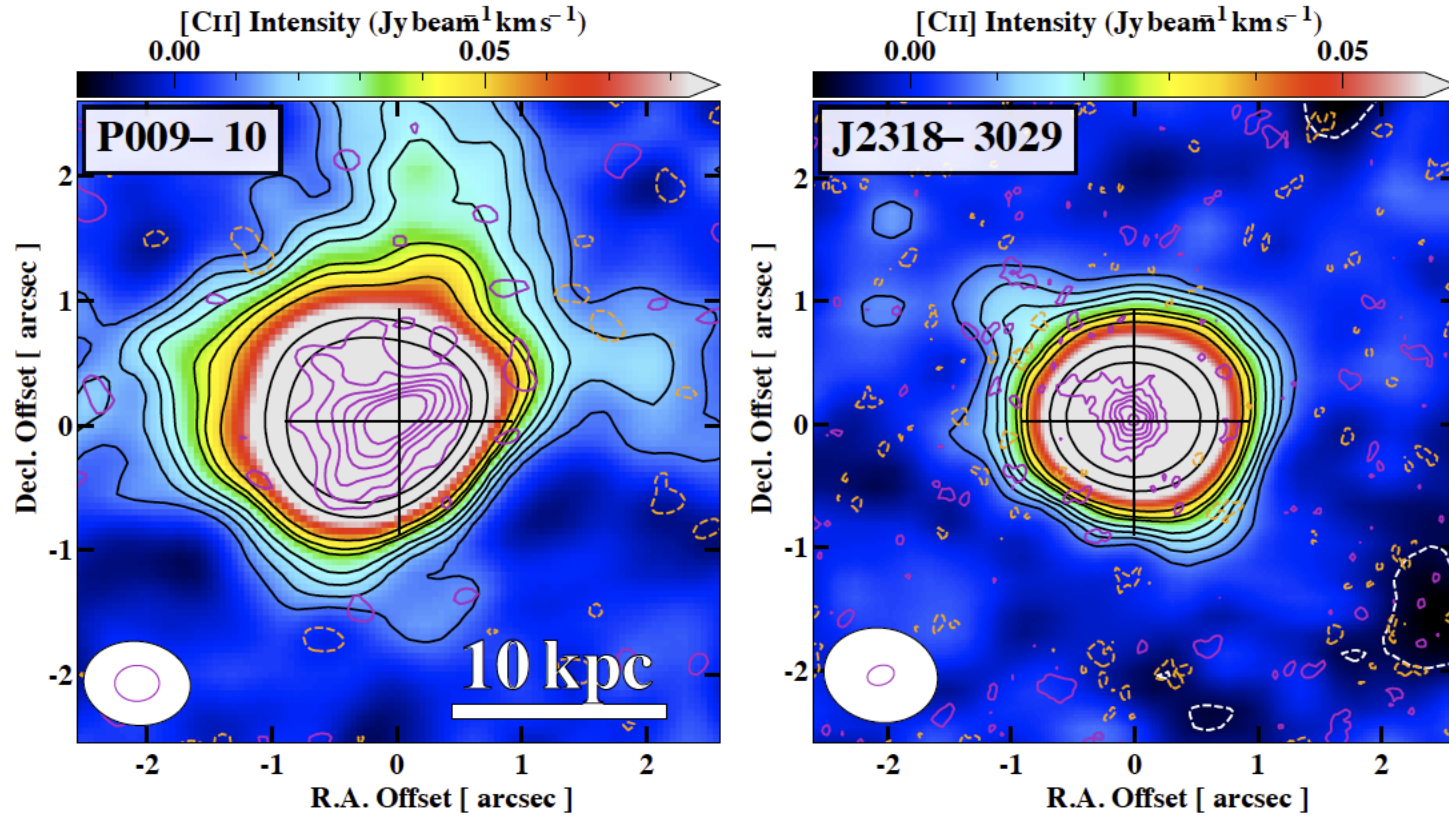 [CII] Intensity (Jy beam⁻¹ km s⁻¹)
0.00 0.05
P009–10
2
1
0
-1
-2
Decl. Offset [ arcsec ]
10 kpc
-2 -1 0 1 2
R.A. Offset [ arcsec ]
[CII] Intensity (Jy beam⁻¹ km s⁻¹)
0.00 0.05
J2318–3029
2
1
0
-1
-2
Decl. Offset [ arcsec ]
-2 -1 0 1 2
R.A. Offset [ arcsec ]